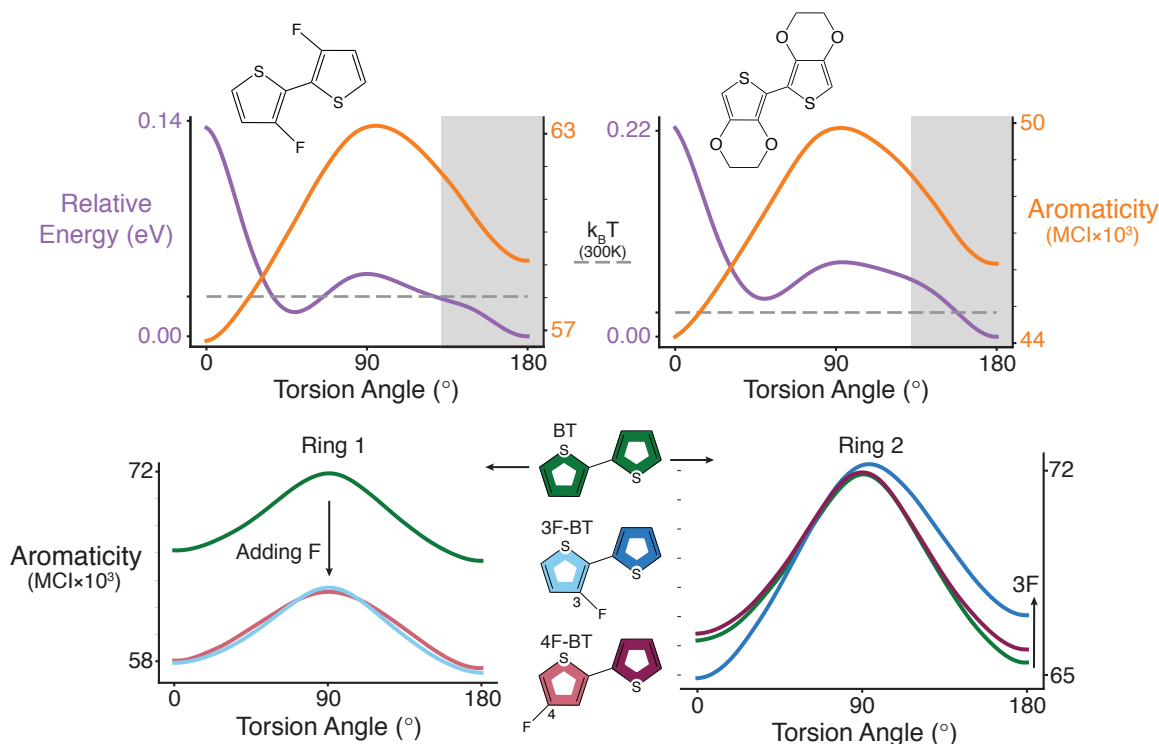 F
S
S
F
0.14
Relative
Energy (eV)
0.00
63
57
0
90
180
Torsion Angle (°)
k_BT
(300K)
O
O
S
S
O
O
0.22
0.00
50
Aromaticity
(MCI×10³)
44
0
90
180
Torsion Angle (°)
Ring 1
72
Aromaticity
(MCI×10³)
58
Adding F
0
90
180
Torsion Angle (°)
BT
S
S
3F-BT
S
S
3
F
4F-BT
S
S
F
4
Ring 2
72
3F
65
0
90
180
Torsion Angle (°)